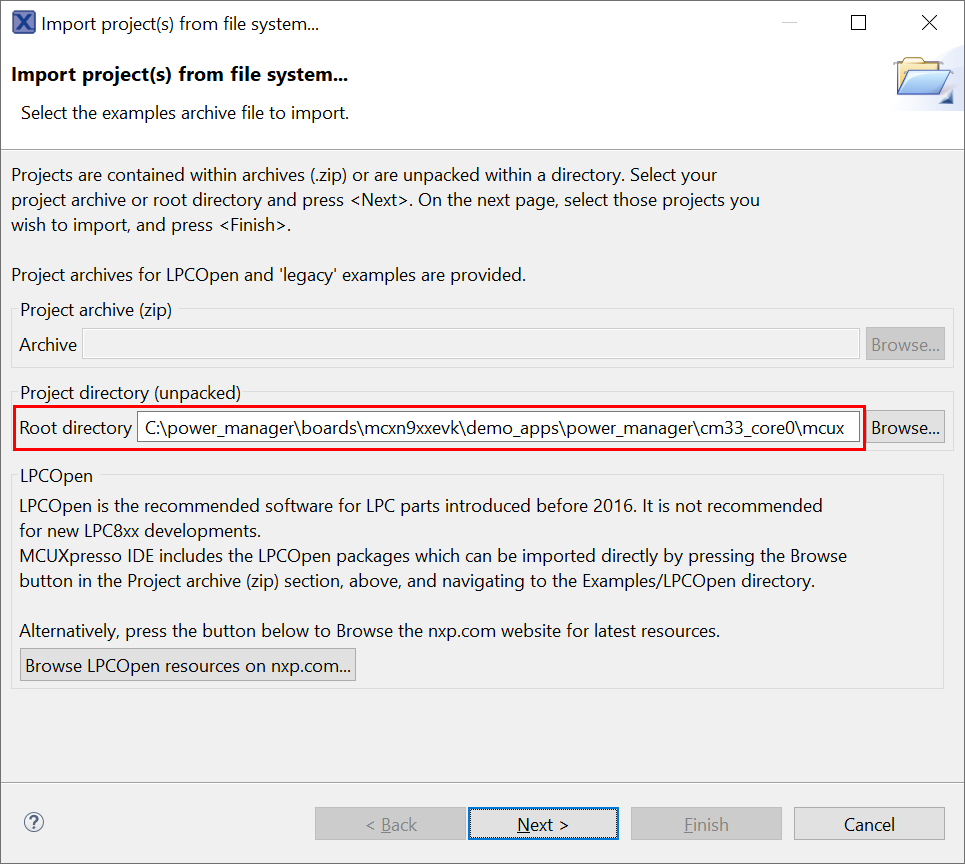 Import project(s) from file system...
Import project(s) from file system...
Select the examples archive file to import.
Projects are contained within archives (.zip) or are unpacked within a directory. Select your
project archive or root directory and press <Next>. On the next page, select those projects you
wish to import, and press <Finish>.
Project archives for LPCOpen and 'legacy' examples are provided.
Project archive (zip)
Archive Browse...
Project directory (unpacked)
Root directory C:\power_manager\boards\mcxn9xxevk\demo_apps\power_manager\cm33_core0\mcux Browse...
LPCOpen
LPCOpen is the recommended software for LPC parts introduced before 2016. It is not recommended
for new LPC8xx developments.
MCUXpresso IDE includes the LPCOpen packages which can be imported directly by pressing the Browse
button in the Project archive (zip) section, above, and navigating to the Examples/LPCOpen directory.
Alternatively, press the button below to Browse the nxp.com website for latest resources.
Browse LPCOpen resources on nxp.com...
? < Back Next > Finish Cancel